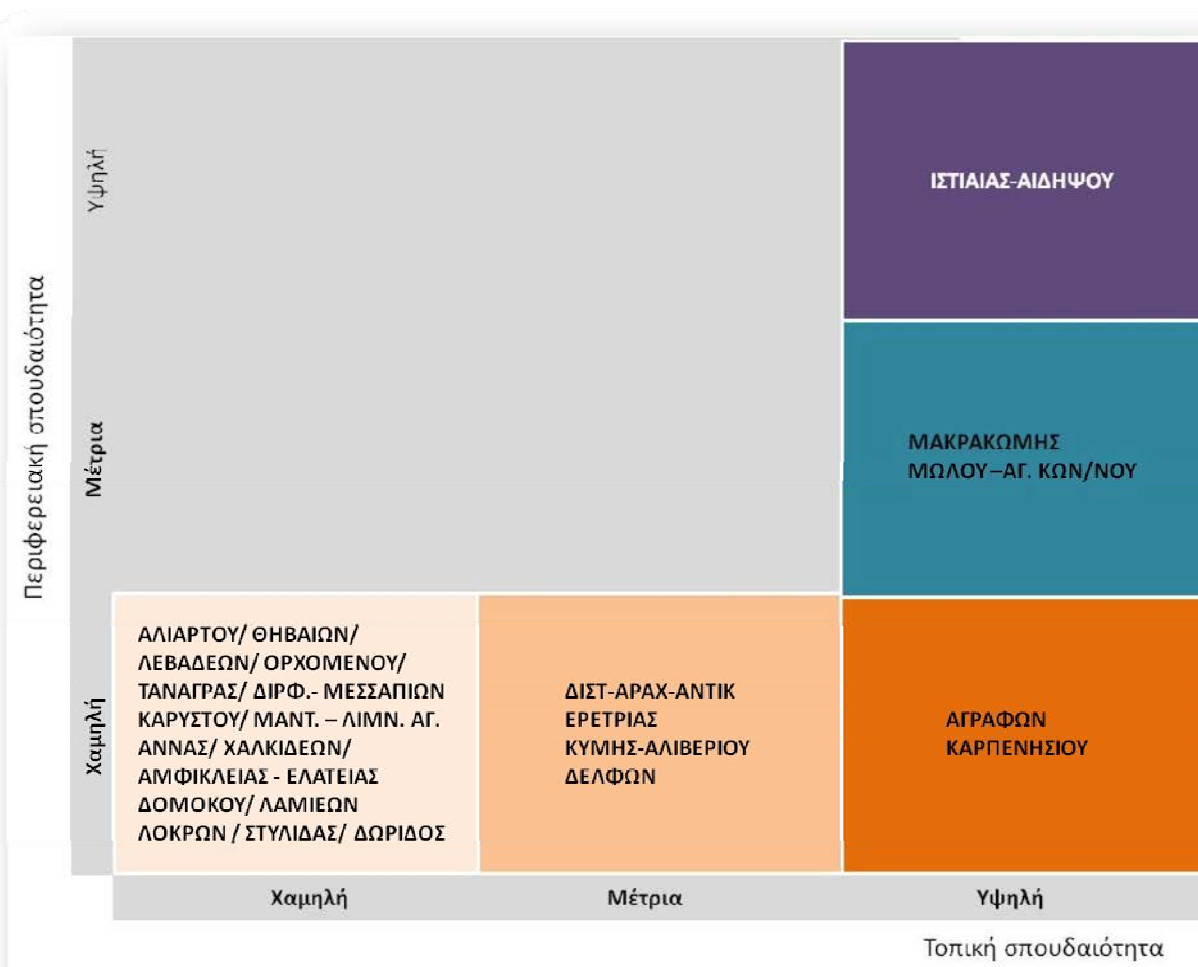 Περιφερειακή σπουδαιότητα
Υψηλή
ΙΣΤΙΑΙΑΣ-ΑΙΔΗΨΟΥ
Μέτρια
ΜΑΚΡΑΚΩΜΗΣ
ΜΩΛΟΥ–ΑΓ. ΚΩΝ/ΝΟΥ
Χαμηλή
ΑΛΙΑΡΤΟΥ/ ΘΗΒΑΙΩΝ/
ΛΕΒΑΔΕΩΝ/ ΟΡΧΟΜΕΝΟΥ/
ΤΑΝΑΓΡΑΣ/ ΔΙΡΦ.- ΜΕΣΣΑΠΙΩΝ
ΚΑΡΥΣΤΟΥ/ ΜΑΝΤ. – ΛΙΜΝ. ΑΓ.
ΑΝΝΑΣ/ ΧΑΛΚΙΔΕΩΝ/
ΑΜΦΙΚΛΕΙΑΣ - ΕΛΑΤΕΙΑΣ
ΔΟΜΟΚΟΥ/ ΛΑΜΙΕΩΝ
ΛΟΚΡΩΝ / ΣΤΥΛΙΔΑΣ/ ΔΩΡΙΔΟΣ
ΔΙΣΤ-ΑΡΑΧ-ΑΝΤΙΚ
ΕΡΕΤΡΙΑΣ
ΚΥΜΗΣ-ΑΛΙΒΕΡΙΟΥ
ΔΕΛΦΩΝ
ΑΓΡΑΦΩΝ
ΚΑΡΠΕΝΗΣΙΟΥ
Χαμηλή
Μέτρια
Υψηλή
Τοπική σπουδαιότητα